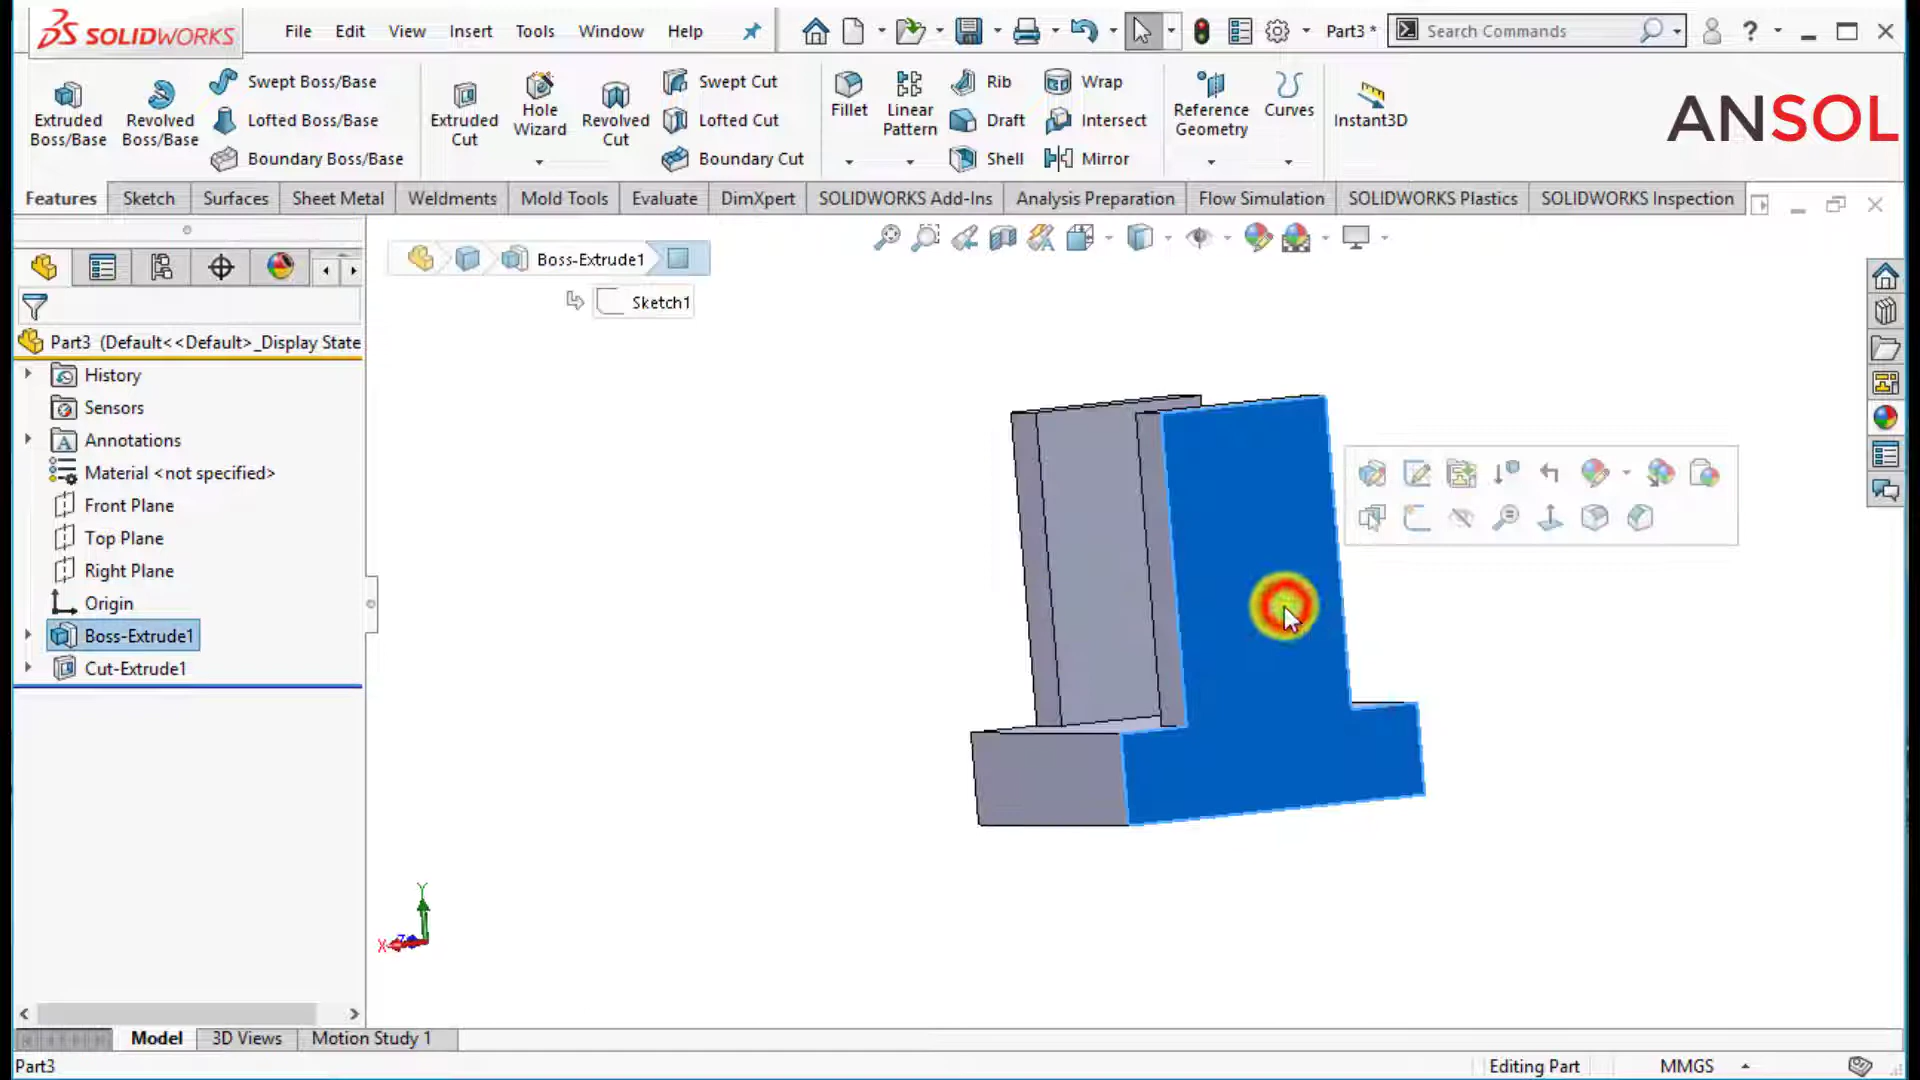 SOLIDWORKS File Edit View Insert Tools Window Help Part3 * Search Commands ?
Extruded Boss/Base
Revolved Boss/Base
Swept Boss/Base
Lofted Boss/Base
Boundary Boss/Base
Extruded Cut
Hole Wizard
Revolved Cut
Swept Cut
Lofted Cut
Boundary Cut
Fillet
Linear Pattern
Rib
Draft
Shell
Wrap
Intersect
Mirror
Reference Geometry
Curves
Instant3D
ANSOL
Features Sketch Surfaces Sheet Metal Weldments Mold Tools Evaluate DimXpert SOLIDWORKS Add-Ins Analysis Preparation Flow Simulation SOLIDWORKS Plastics SOLIDWORKS Inspection
Boss-Extrude1
Sketch1
Part3 (Default<<Default>_Display State
History
Sensors
Annotations
Material <not specified>
Front Plane
Top Plane
Right Plane
Origin
Boss-Extrude1
Cut-Extrude1
Y
X Z
Model 3D Views Motion Study 1
Part3 Editing Part MMGS